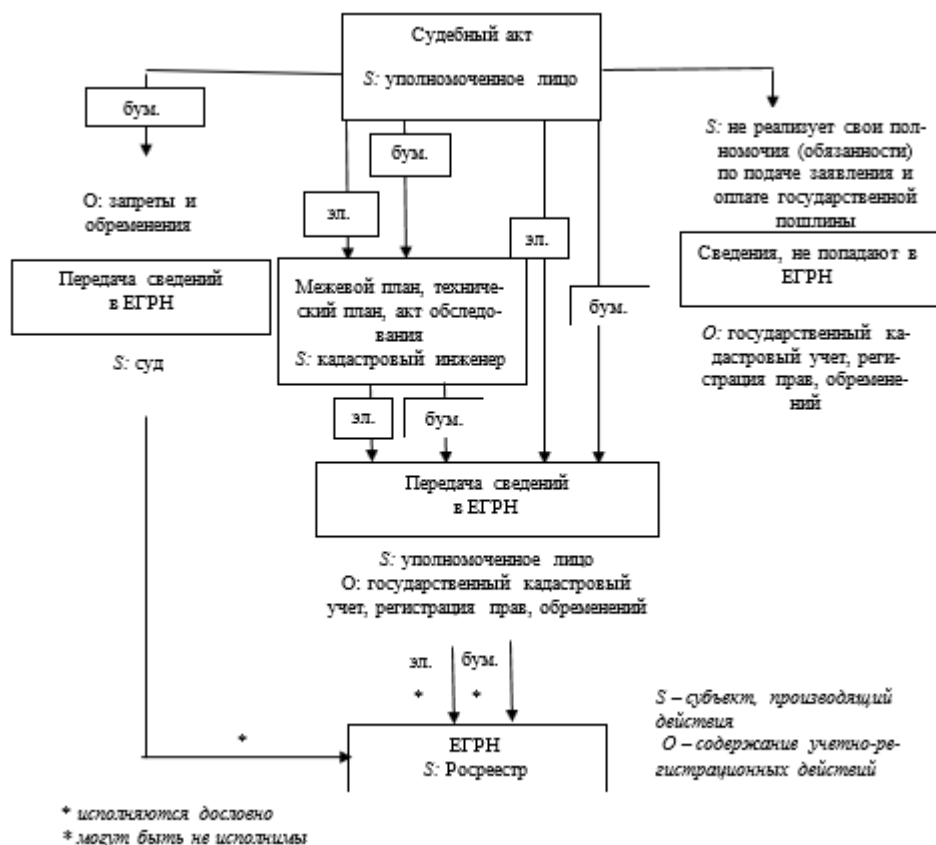 Судебный акт
S: уполномоченное лицо
бум.
бум.
S: не реализует свои пол-
номочия (обязанности)
по подаче заявления и
оплате государственной
пошлины
О: запреты и
обременения
эл.
эл.
Передача сведений
в ЕГРН
S: суд
Межевой план, техниче-
ский план, акт обследо-
вания
S: кадастровый инженер
бум.
Сведения, не попадают в
ЕГРН
О: государственный ка-
дастровый учет, реги-
страция прав, обремене-
ний
эл.
бум.
Передача сведений
в ЕГРН
S: уполномоченное лицо
О: государственный кадастровый
учет, регистрация прав, обременений
эл.
бум.
*
*
S – субъект, производящий
действия
О – содержание учетно-ре-
гистрационных действий
*
ЕГРН
S: Росреестр
* исполняются дословно
* могут быть не исполнимы